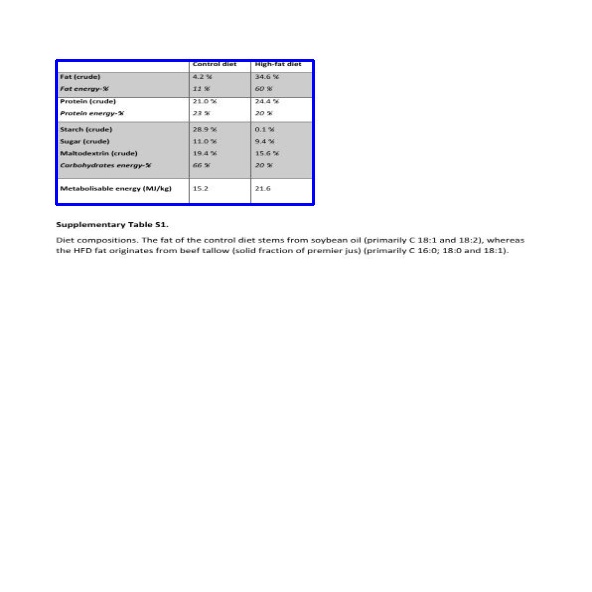 Control diet High-fat diet
Fat (crude) 4.2 % 34.6 %
Fat energy-% 11 % 60 %
Protein (crude) 21.0 % 24.4 %
Protein energy-% 23 % 20 %
Starch (crude) 28.9 % 0.1 %
Sugar (crude) 11.0 % 9.4 %
Maltodextrin (crude) 19.4 % 15.6 %
Carbohydrates energy-% 66 % 20 %
Metabolisable energy (MJ/kg) 15.2 21.6
Supplementary Table S1.
Diet compositions. The fat of the control diet stems from soybean oil (primarily C 18:1 and 18:2), whereas
the HFD fat originates from beef tallow (solid fraction of premier jus) (primarily C 16:0; 18:0 and 18:1).